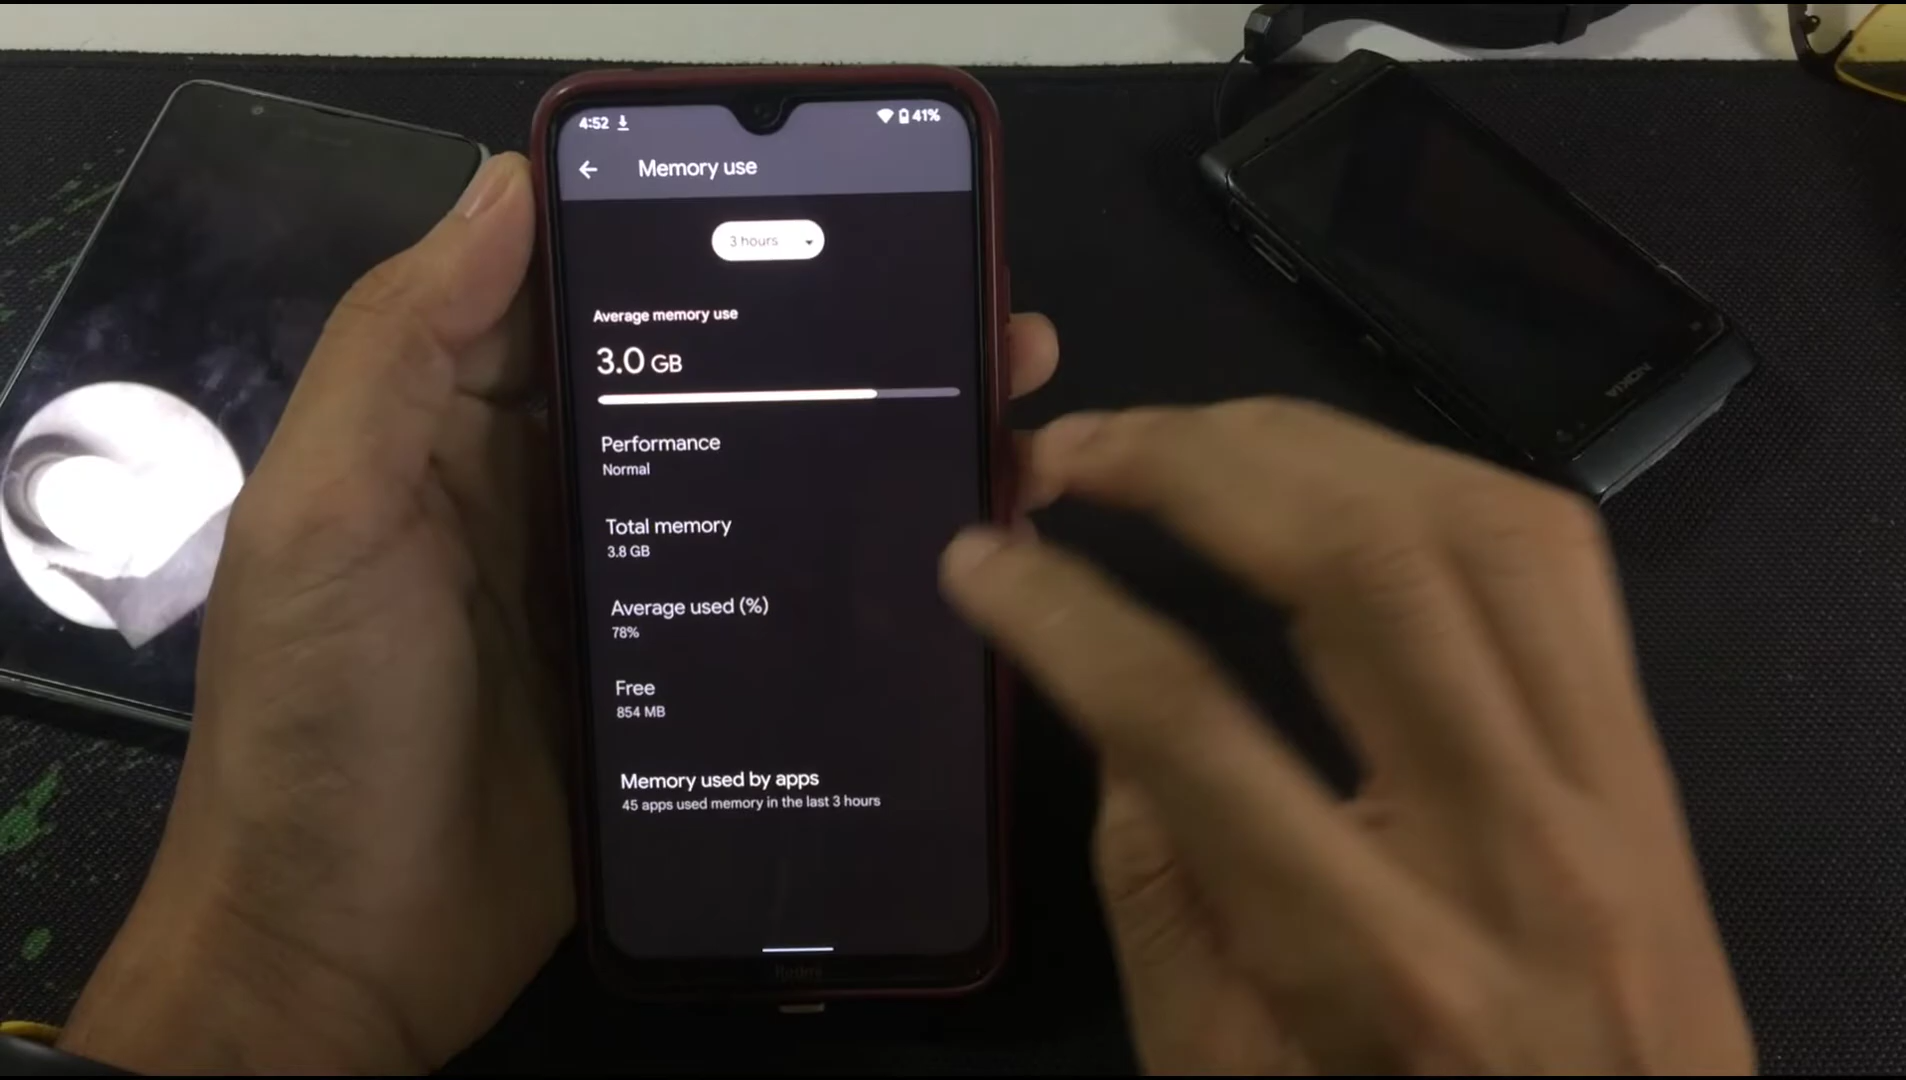 4:52 41%
Memory use
3 hours
Average memory use
3.0 GB
Performance
Normal
Total memory
3.8 GB
Average used (%)
78%
Free
854 MB
Memory used by apps
45 apps used memory in the last 3 hours
Redmi
NOKIA